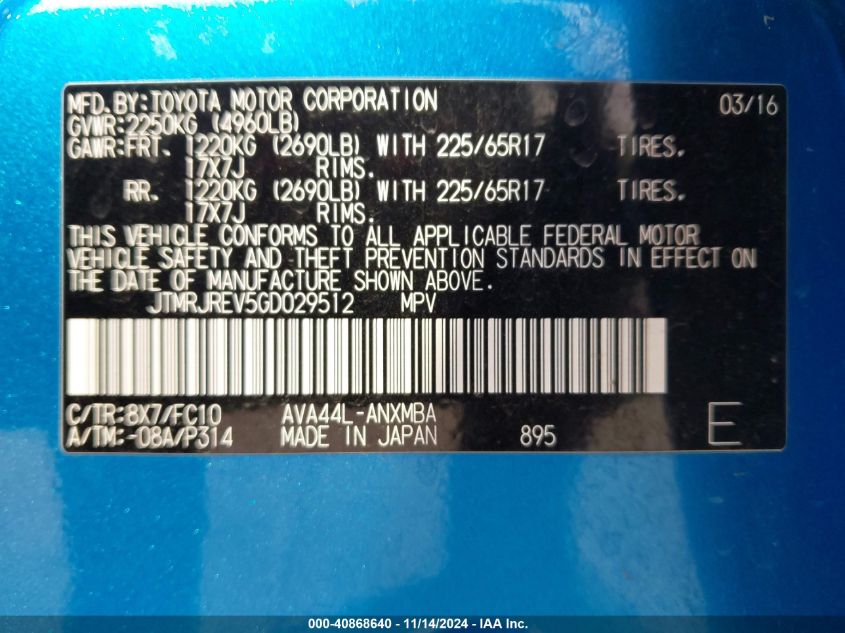 MFD. BY: TOYOTA MOTOR CORPORATION 03/16
GVWR: 2250KG (4960LB)
GAWR: FRT. 1220KG (2690LB) WITH 225/65R17 TIRES.
17X7J RIMS.
RR. 1220KG (2690LB) WITH 225/65R17 TIRES.
17X7J RIMS.
THIS VEHICLE CONFORMS TO ALL APPLICABLE FEDERAL MOTOR
VEHICLE SAFETY AND THEFT PREVENTION STANDARDS IN EFFECT ON
THE DATE OF MANUFACTURE SHOWN ABOVE.
JTMRJREV5GD029512 MPV
C/TR: 8X7/FC10 AVA44L-ANXMBA
A/TM: -08A/P314 MADE IN JAPAN 895 E
000-40868640 - 11/14/2024 - IAA Inc.